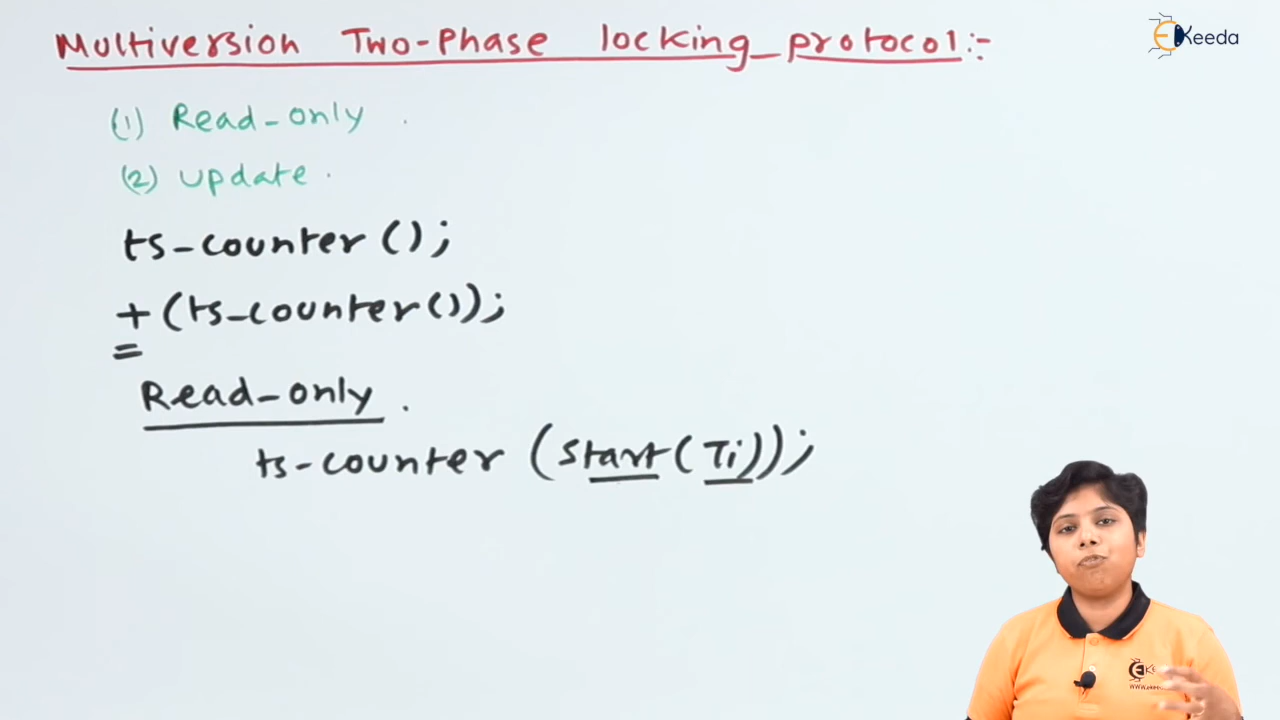 Multiversion Two-Phase locking protocol:-
EKeeda
(1) Read-only .
(2) update .
ts-counter ();
+ (ts-counter());
=
Read-only .
ts-counter (start(Ti));